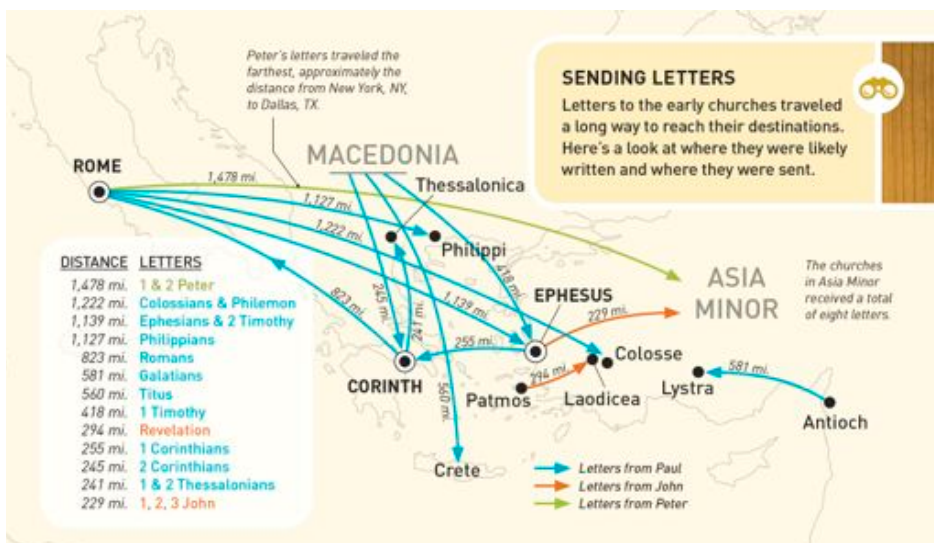 Peter's letters traveled the
farthest, approximately the
distance from New York, NY,
to Dallas, TX.
SENDING LETTERS
Letters to the early churches traveled
a long way to reach their destinations.
Here's a look at where they were likely
written and where they were sent.
MACEDONIA
ROME
Thessalonica
1,478 mi.
1,127 mi.
1,222 mi.
Philippi
418 mi.
ASIA
MINOR
The churches
in Asia Minor
received a total
of eight letters.
EPHESUS
823 mi.
245 mi.
241 mi.
1,139 mi.
229 mi.
255 mi.
CORINTH
Colosse
294 mi.
Patmos
Laodicea
Lystra
581 mi.
Antioch
560 mi.
Crete
DISTANCE LETTERS
1,478 mi. 1 & 2 Peter
1,222 mi. Colossians & Philemon
1,139 mi. Ephesians & 2 Timothy
1,127 mi. Philippians
823 mi. Romans
581 mi. Galatians
560 mi. Titus
418 mi. 1 Timothy
294 mi. Revelation
255 mi. 1 Corinthians
245 mi. 2 Corinthians
241 mi. 1 & 2 Thessalonians
229 mi. 1, 2, 3 John
Letters from Paul
Letters from John
Letters from Peter